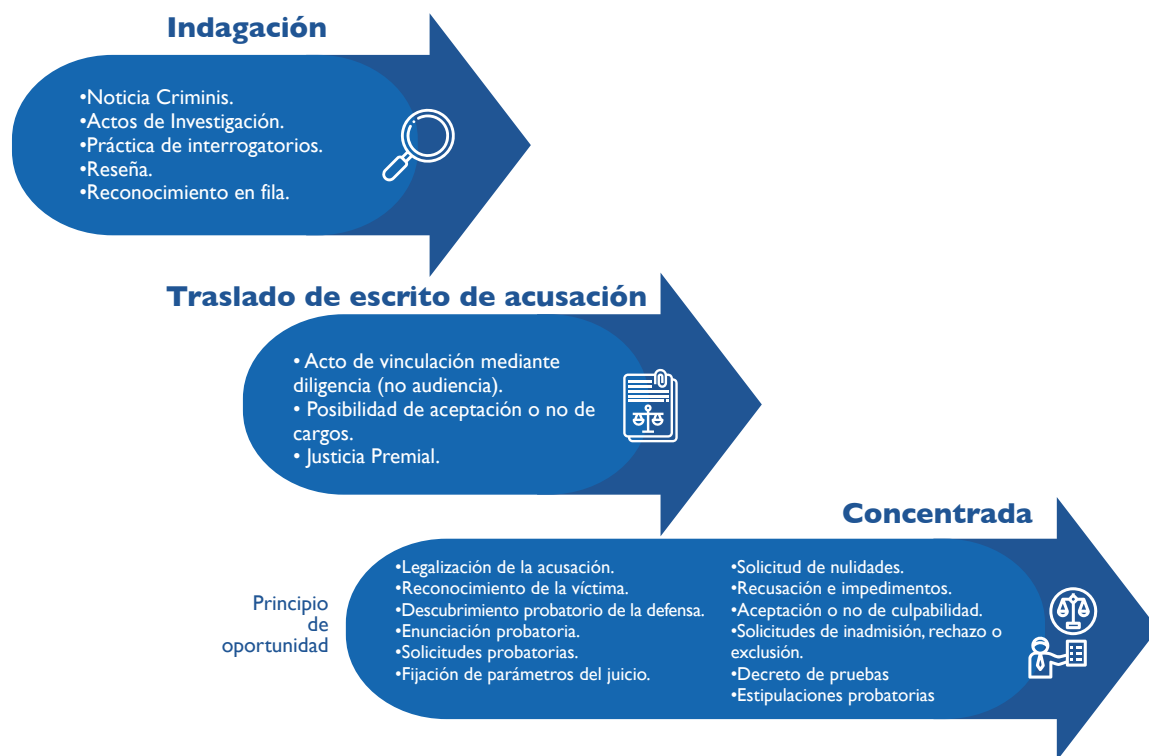 Indagación
•Noticia Criminis.
•Actos de Investigación.
•Práctica de interrogatorios.
•Reseña.
•Reconocimiento en fila.
Traslado de escrito de acusación
• Acto de vinculación mediante
diligencia (no audiencia).
• Posibilidad de aceptación o no de
cargos.
• Justicia Premial.
Concentrada
Principio
de
oportunidad
•Legalización de la acusación.
•Reconocimiento de la víctima.
•Descubrimiento probatorio de la defensa.
•Enunciación probatoria.
•Solicitudes probatorias.
•Fijación de parámetros del juicio.
•Solicitud de nulidades.
•Recusación e impedimentos.
•Aceptación o no de culpabilidad.
•Solicitudes de inadmisión, rechazo o
exclusión.
•Decreto de pruebas
•Estipulaciones probatorias